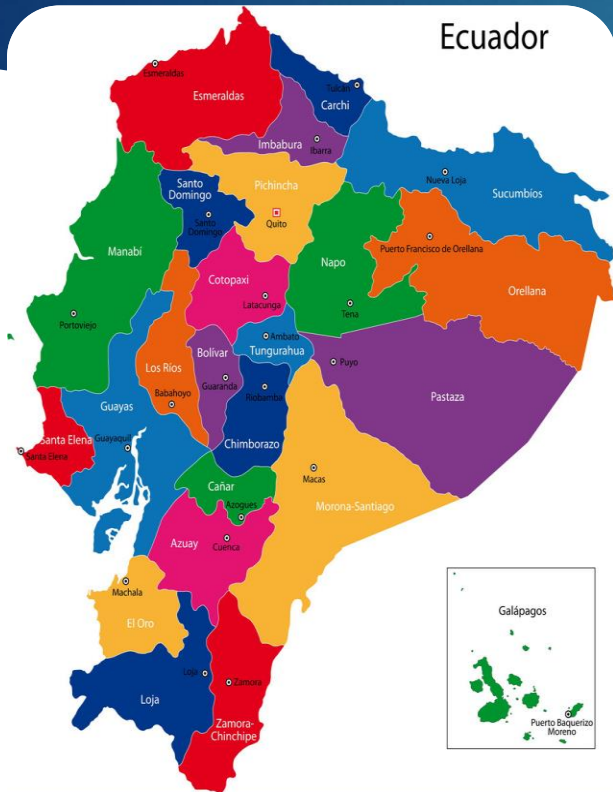 Ecuador
Esmeraldas
Esmeraldas
Tulcán
Carchi
Imbabura
Ibarra
Santo
Domingo
Santo
Domingo
Pichincha
Quito
Nueva Loja
Sucumbíos
Manabí
Portoviejo
Cotopaxi
Latacunga
Napo
Tena
Puerto Francisco de Orellana
Orellana
Los Ríos
Babahoyo
Bolívar
Guaranda
Ambato
Tungurahua
Puyo
Pastaza
Riobamba
Chimborazo
Guayas
Guayaquil
Santa Elena
Santa Elena
Macas
Morona-Santiago
Cañar
Azogues
Azuay
Cuenca
Machala
El Oro
Loja
Loja
Zamora
Zamora-
Chinchipe
Galápagos
Puerto Baquerizo
Moreno